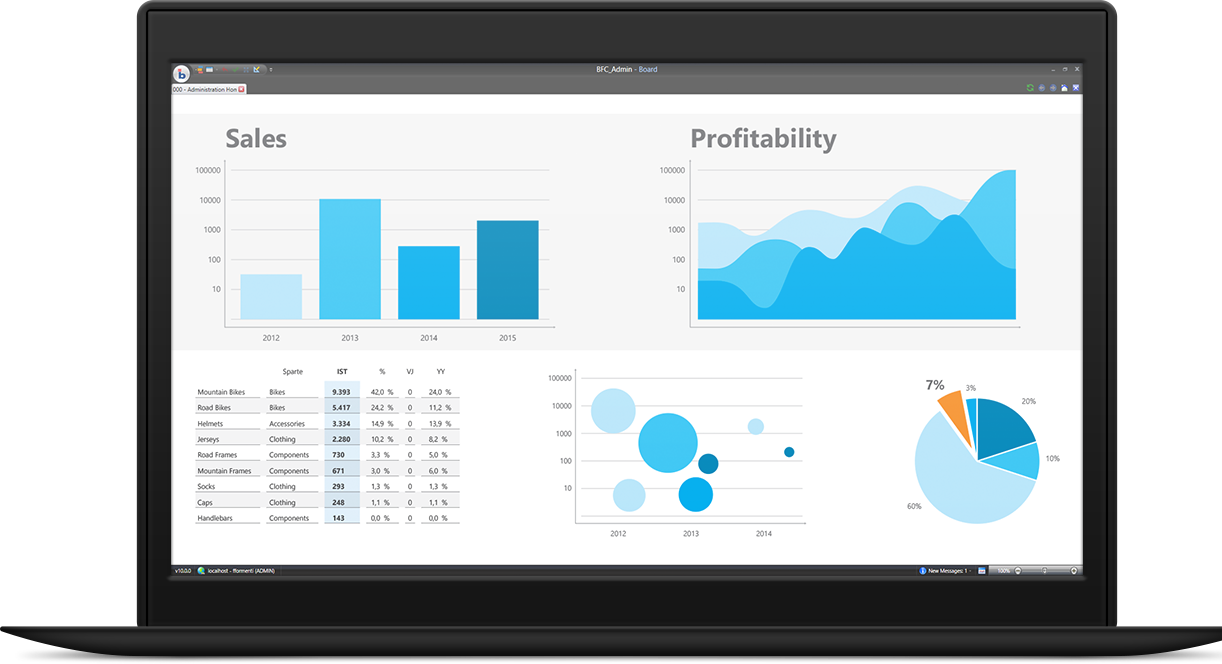 BFC_Admin - Board
000 - Administration Hon
Sales
100000
10000
1000
100
10
2012 2013 2014 2015
Profitability
100000
10000
1000
100
10
Sparte IST % VJ YY
Mountain Bikes Bikes 9.393 42,0 % 0 24,0 %
Road Bikes Bikes 5.417 24,2 % 0 11,2 %
Helmets Accessories 3.334 14,9 % 0 13,9 %
Jerseys Clothing 2.280 10,2 % 0 8,2 %
Road Frames Components 730 3,3 % 0 5,0 %
Mountain Frames Components 671 3,0 % 0 6,0 %
Socks Clothing 293 1,3 % 0 1,3 %
Caps Clothing 248 1,1 % 0 1,1 %
Handlebars Components 143 0,0 % 0 0,0 %
100000
10000
1000
100
10
2012 2013 2014
7%
3%
20%
10%
60%
v10.0.0 localhost - fformenti (ADMIN) New Messages: 1 100%